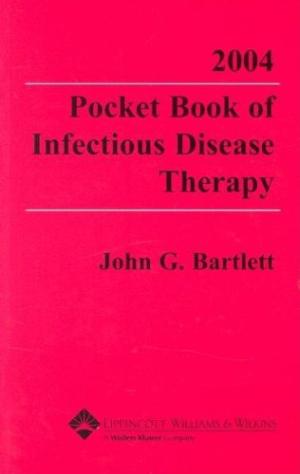 2004
Pocket Book of
Infectious Disease
Therapy
John G. Bartlett
LIPPINCOTT WILLIAMS & WILKINS
A Wolters Kluwer Company